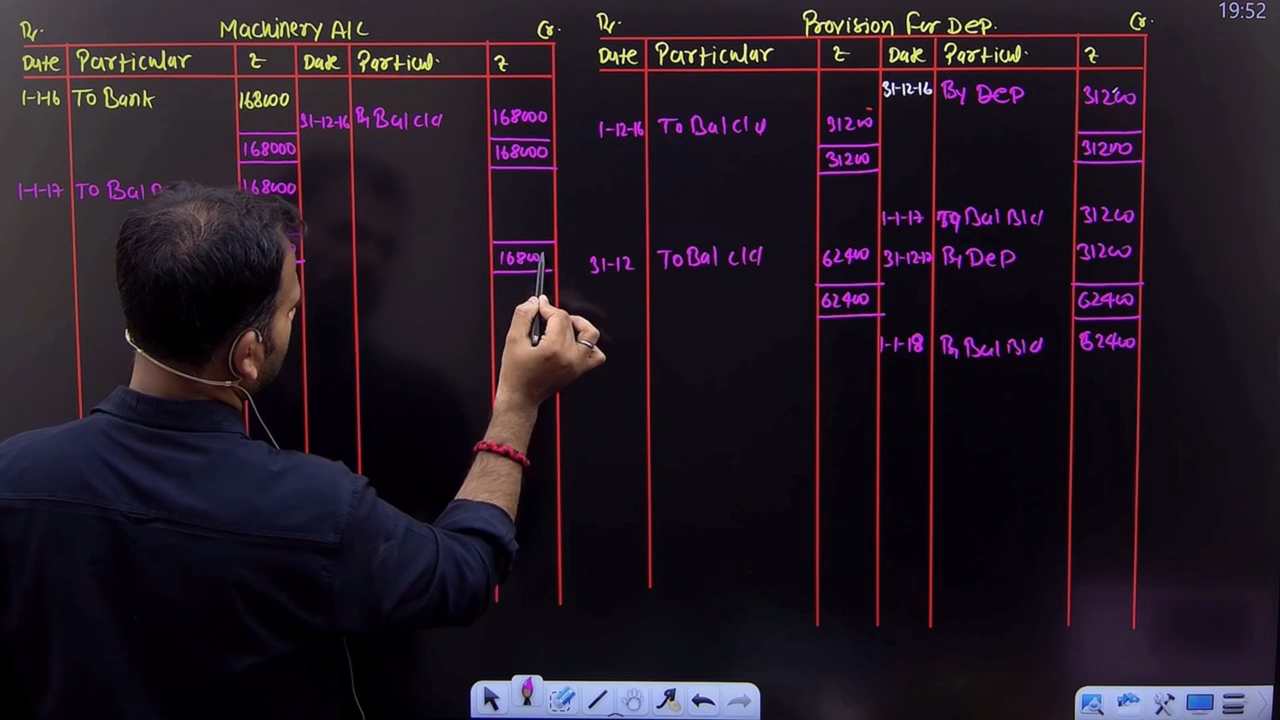 19:52
Dr. Machinery A/C Cr.
Date Particular ₹ Date Particul. ₹
1-1-16 To Bank 168000
31-12-16 By Bal c/d 168000
168000 168000
1-1-17 To Bal 168000
16800
Dr. Provision For Dep. Cr.
Date Particular ₹ Date Particul. ₹
31-12-16 By Dep 31200
1-12-16 To Bal c/d 31200
31200 31200
1-1-17 Bal B/d 31200
31-12 To Bal c/d 62400 31-12-17 By Dep 31200
62400 62400
1-1-18 By Bal B/d 62400